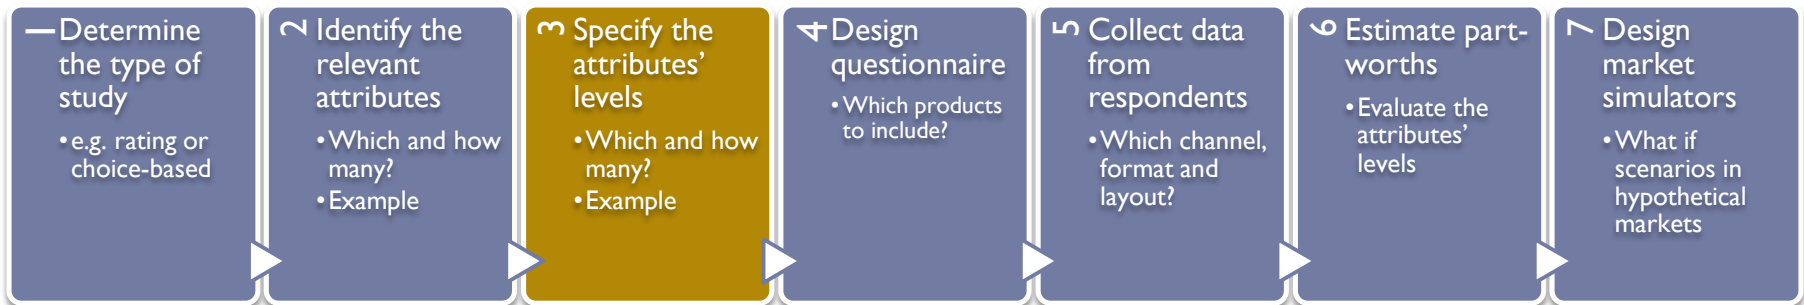 1
Determine
the type of
study
•e.g. rating or
choice-based
2
Identify the
relevant
attributes
•Which and how
many?
•Example
3
Specify the
attributes’
levels
•Which and how
many?
•Example
4
Design
questionnaire
•Which products
to include?
5
Collect data
from
respondents
•Which channel,
format and
layout?
6
Estimate part-
worths
•Evaluate the
attributes’
levels
7
Design
market
simulators
•What if
scenarios in
hypothetical
markets